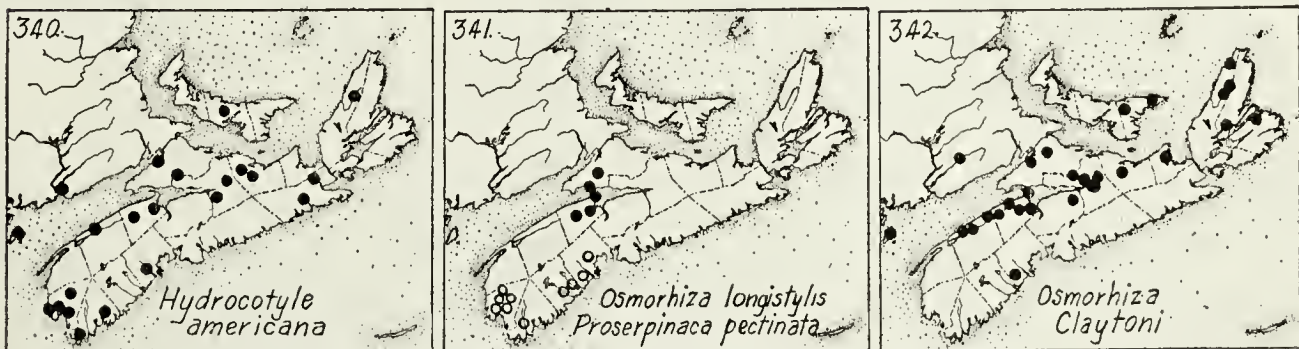 340.
Hydrocotyle
americana
341.
Osmorhiza longistylis
Proserpinaca pectinata
342.
Osmorhiza
Claytoni